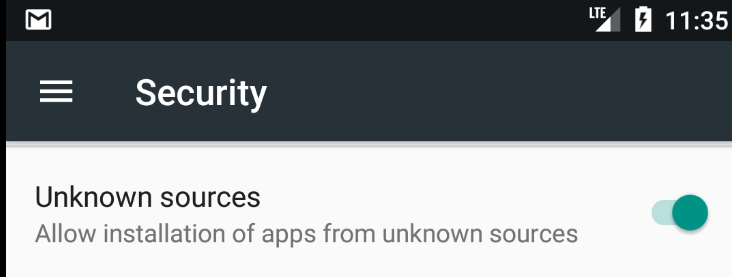 LTE 11:35
Security
Unknown sources
Allow installation of apps from unknown sources